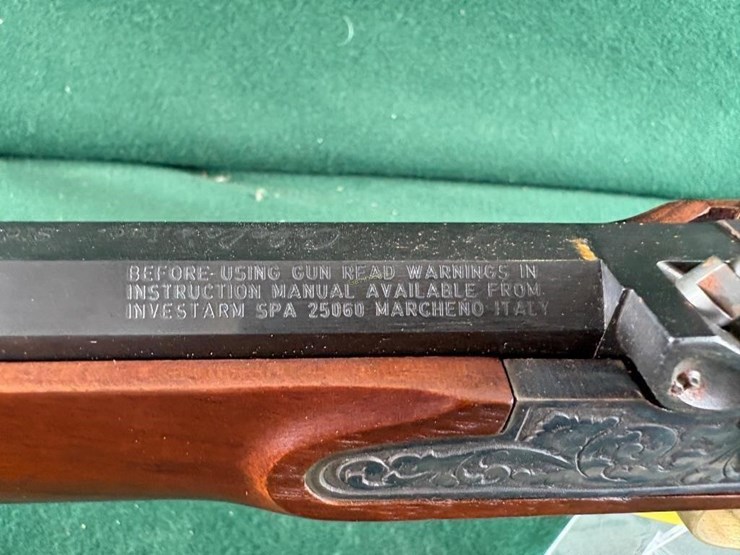 BEFORE USING GUN READ WARNINGS IN
INSTRUCTION MANUAL AVAILABLE FROM
INVESTARM SPA 25060 MARCHENO ITALY